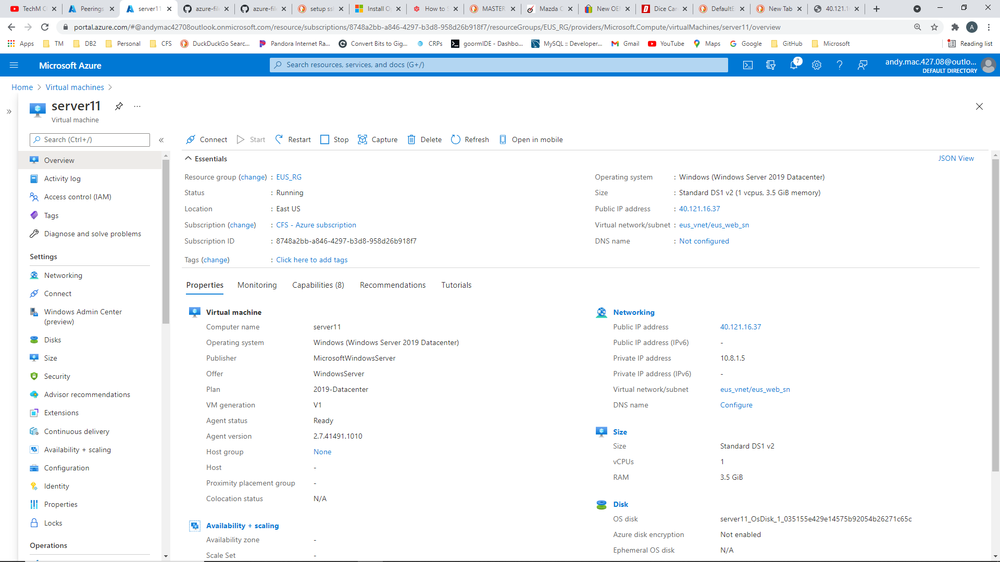 TechM C
Peerings
server11
azure-fil
azure-fil
setup ss
Install O
How to S
MASTER
Mazda C
New OE
Dice Car
DefaultE
New Tab
40.121.1
portal.azure.com/#@andymac42708outlook.onmicrosoft.com/resource/subscriptions/8748a2bb-a846-4297-b3d8-958d26b918f7/resourceGroups/EUS_RG/providers/Microsoft.Compute/virtualMachines/server11/overview
A
Apps TM DB2 Personal CFS DuckDuckGo Searc... Pandora Internet Ra... Convert Bits to Gig... CRPs goormIDE - Dashbo... MySQL :: Developer... Gmail YouTube Maps Google GitHub Microsoft Reading list
Microsoft Azure
Search resources, services, and docs (G+/)
7
andy.mac.427.08@outlo...
DEFAULT DIRECTORY
Home > Virtual machines >
server11
...
Virtual machine
Search (Ctrl+/)
«
»
Overview
Activity log
Access control (IAM)
Tags
Diagnose and solve problems
Settings
Networking
Connect
Windows Admin Center
(preview)
Disks
Size
Security
Advisor recommendations
Extensions
Continuous delivery
Availability + scaling
Configuration
Identity
Properties
Locks
Operations
Connect Start Restart Stop Capture Delete Refresh Open in mobile
Essentials
JSON View
Resource group (change) : EUS_RG
Status : Running
Location : East US
Subscription (change) : CFS - Azure subscription
Subscription ID : 8748a2bb-a846-4297-b3d8-958d26b918f7
Tags (change) : Click here to add tags
Operating system : Windows (Windows Server 2019 Datacenter)
Size : Standard DS1 v2 (1 vcpus, 3.5 GiB memory)
Public IP address : 40.121.16.37
Virtual network/subnet : eus_vnet/eus_web_sn
DNS name : Not configured
Properties Monitoring Capabilities (8) Recommendations Tutorials
Virtual machine
Computer name server11
Operating system Windows (Windows Server 2019 Datacenter)
Publisher MicrosoftWindowsServer
Offer WindowsServer
Plan 2019-Datacenter
VM generation V1
Agent status Ready
Agent version 2.7.41491.1010
Host group None
Host -
Proximity placement group -
Colocation status N/A
Availability + scaling
Availability zone -
Scale Set -
Networking
Public IP address 40.121.16.37
Public IP address (IPv6) -
Private IP address 10.8.1.5
Private IP address (IPv6) -
Virtual network/subnet eus_vnet/eus_web_sn
DNS name Configure
Size
Size Standard DS1 v2
vCPUs 1
RAM 3.5 GiB
Disk
OS disk server11_OsDisk_1_035155e429e14575b92054b26271c65c
Azure disk encryption Not enabled
Ephemeral OS disk N/A